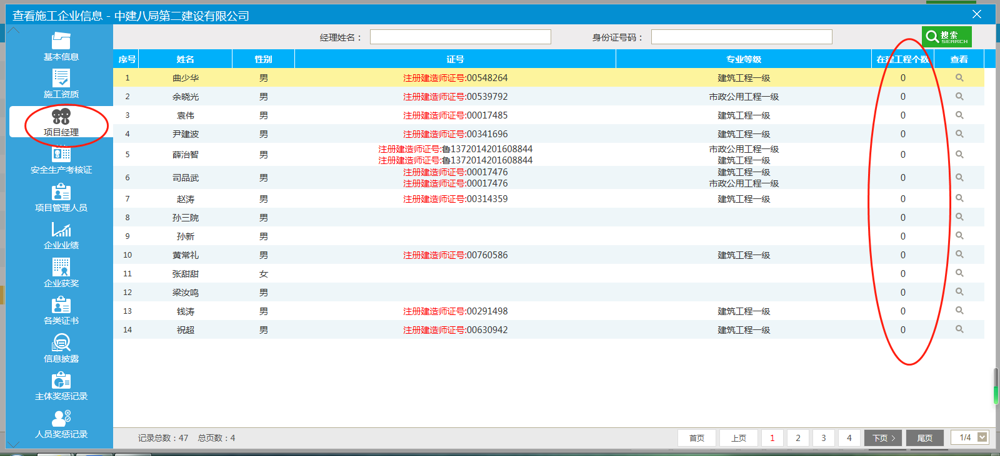 查看施工企业信息 - 中建八局第二建设有限公司
基本信息
施工资质
项目经理
安全生产考核证
项目管理人员
企业业绩
企业获奖
各类证书
信息披露
主体奖惩记录
人员奖惩记录
经理姓名： 身份证号码： 搜索 SEARCH
序号 姓名 性别 证号 专业等级 在建工程个数 查看
1 曲少华 男 注册建造师证号:00548264 建筑工程一级 0
2 余晓光 男 注册建造师证号:00539792 市政公用工程一级 0
3 袁伟 男 注册建造师证号:00017485 建筑工程一级 0
4 尹建波 男 注册建造师证号:00341696 建筑工程一级 0
5 薛治智 男 注册建造师证号:鲁1372014201608844 市政公用工程一级 0
注册建造师证号:鲁1372014201608844 建筑工程一级
6 司品武 男 注册建造师证号:00017476 建筑工程一级 0
注册建造师证号:00017476 市政公用工程一级
7 赵涛 男 注册建造师证号:00314359 建筑工程一级 0
8 孙三院 男 0
9 孙新 男 0
10 黄常礼 男 注册建造师证号:00760586 建筑工程一级 0
11 张甜甜 女 0
12 梁汝鸣 男 0
13 钱涛 男 注册建造师证号:00291498 建筑工程一级 0
14 祝超 男 注册建造师证号:00630942 建筑工程一级 0
记录总数：47 总页数：4 首页 上页 1 2 3 4 下页 尾页 1/4